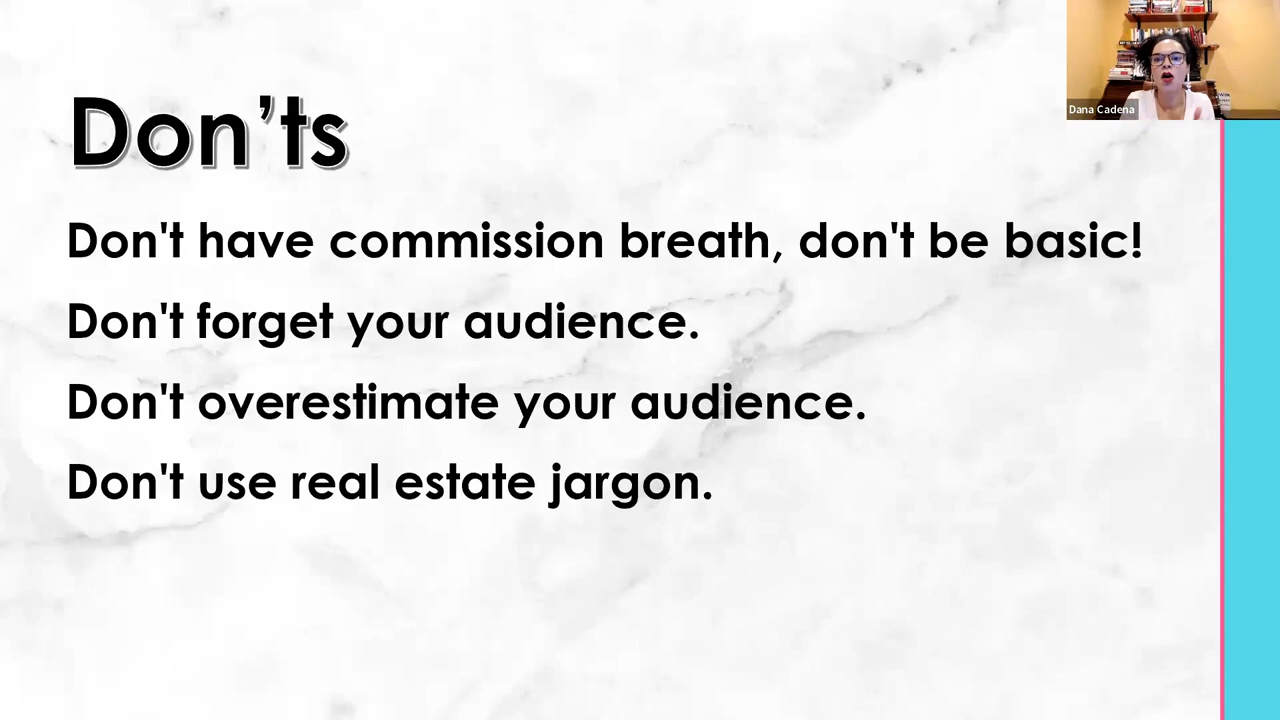 Don’ts
Don't have commission breath, don't be basic!
Don't forget your audience.
Don't overestimate your audience.
Don't use real estate jargon.
Dana Cadena